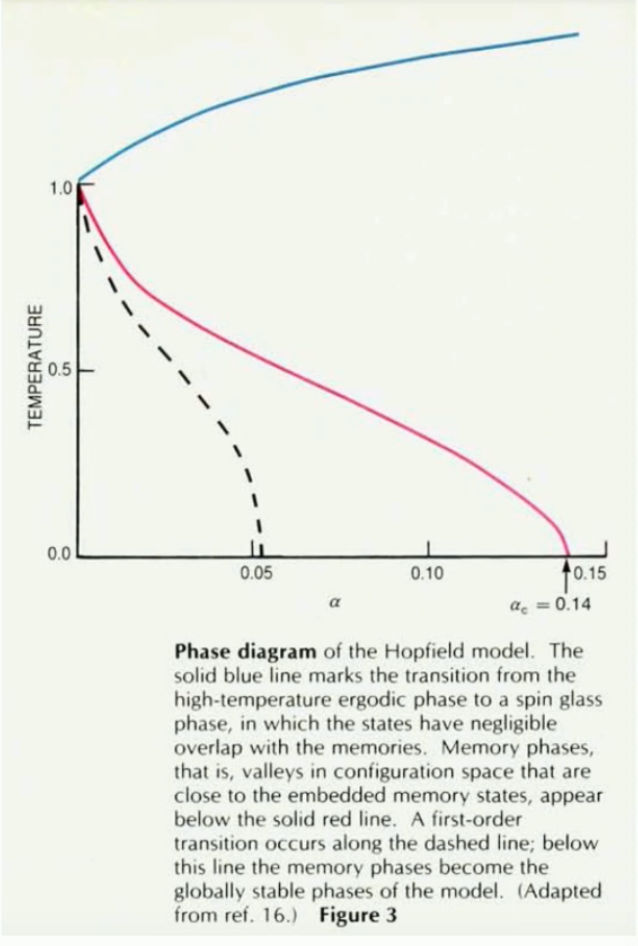 1.0
TEMPERATURE
0.5
0.0
0.05
0.10
0.15
α
αc = 0.14
Phase diagram of the Hopfield model. The
solid blue line marks the transition from the
high-temperature ergodic phase to a spin glass
phase, in which the states have negligible
overlap with the memories. Memory phases,
that is, valleys in configuration space that are
close to the embedded memory states, appear
below the solid red line. A first-order
transition occurs along the dashed line; below
this line the memory phases become the
globally stable phases of the model. (Adapted
from ref. 16.) Figure 3